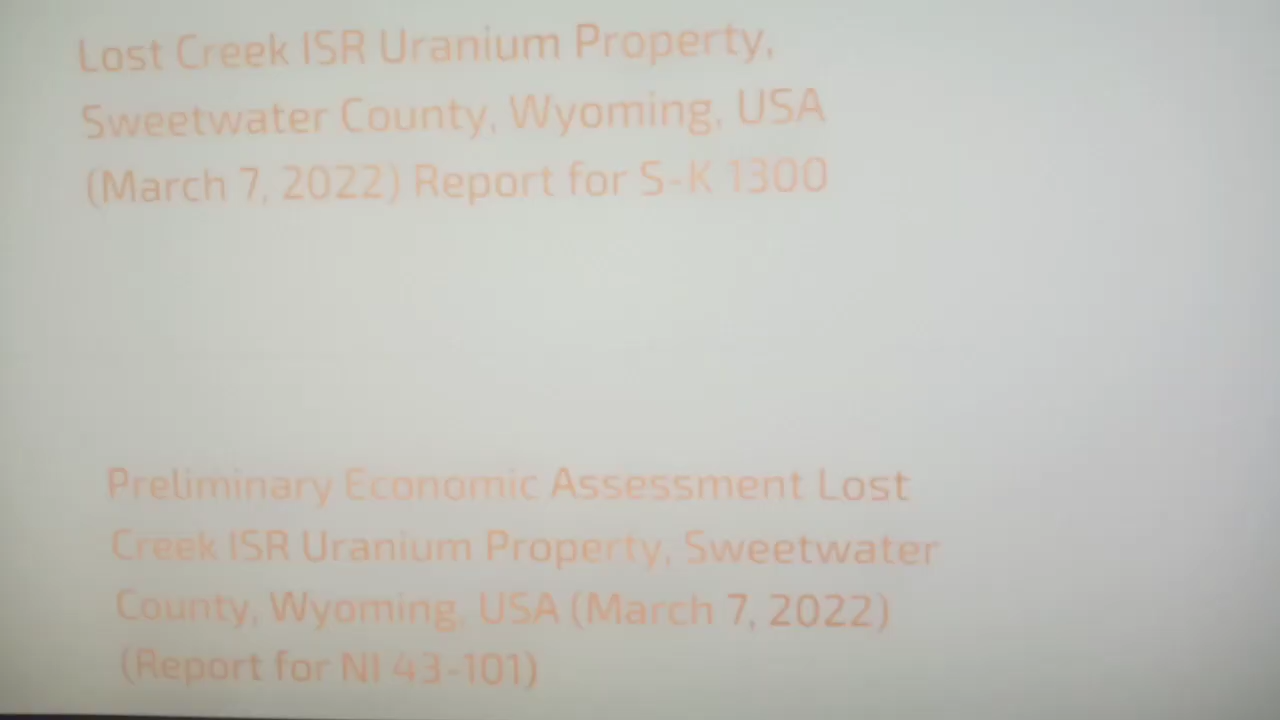 Lost Creek ISR Uranium Property,
Sweetwater County, Wyoming, USA
(March 7, 2022) Report for S-K 1300
Preliminary Economic Assessment Lost
Creek ISR Uranium Property, Sweetwater
County, Wyoming, USA (March 7, 2022)
(Report for NI 43-101)